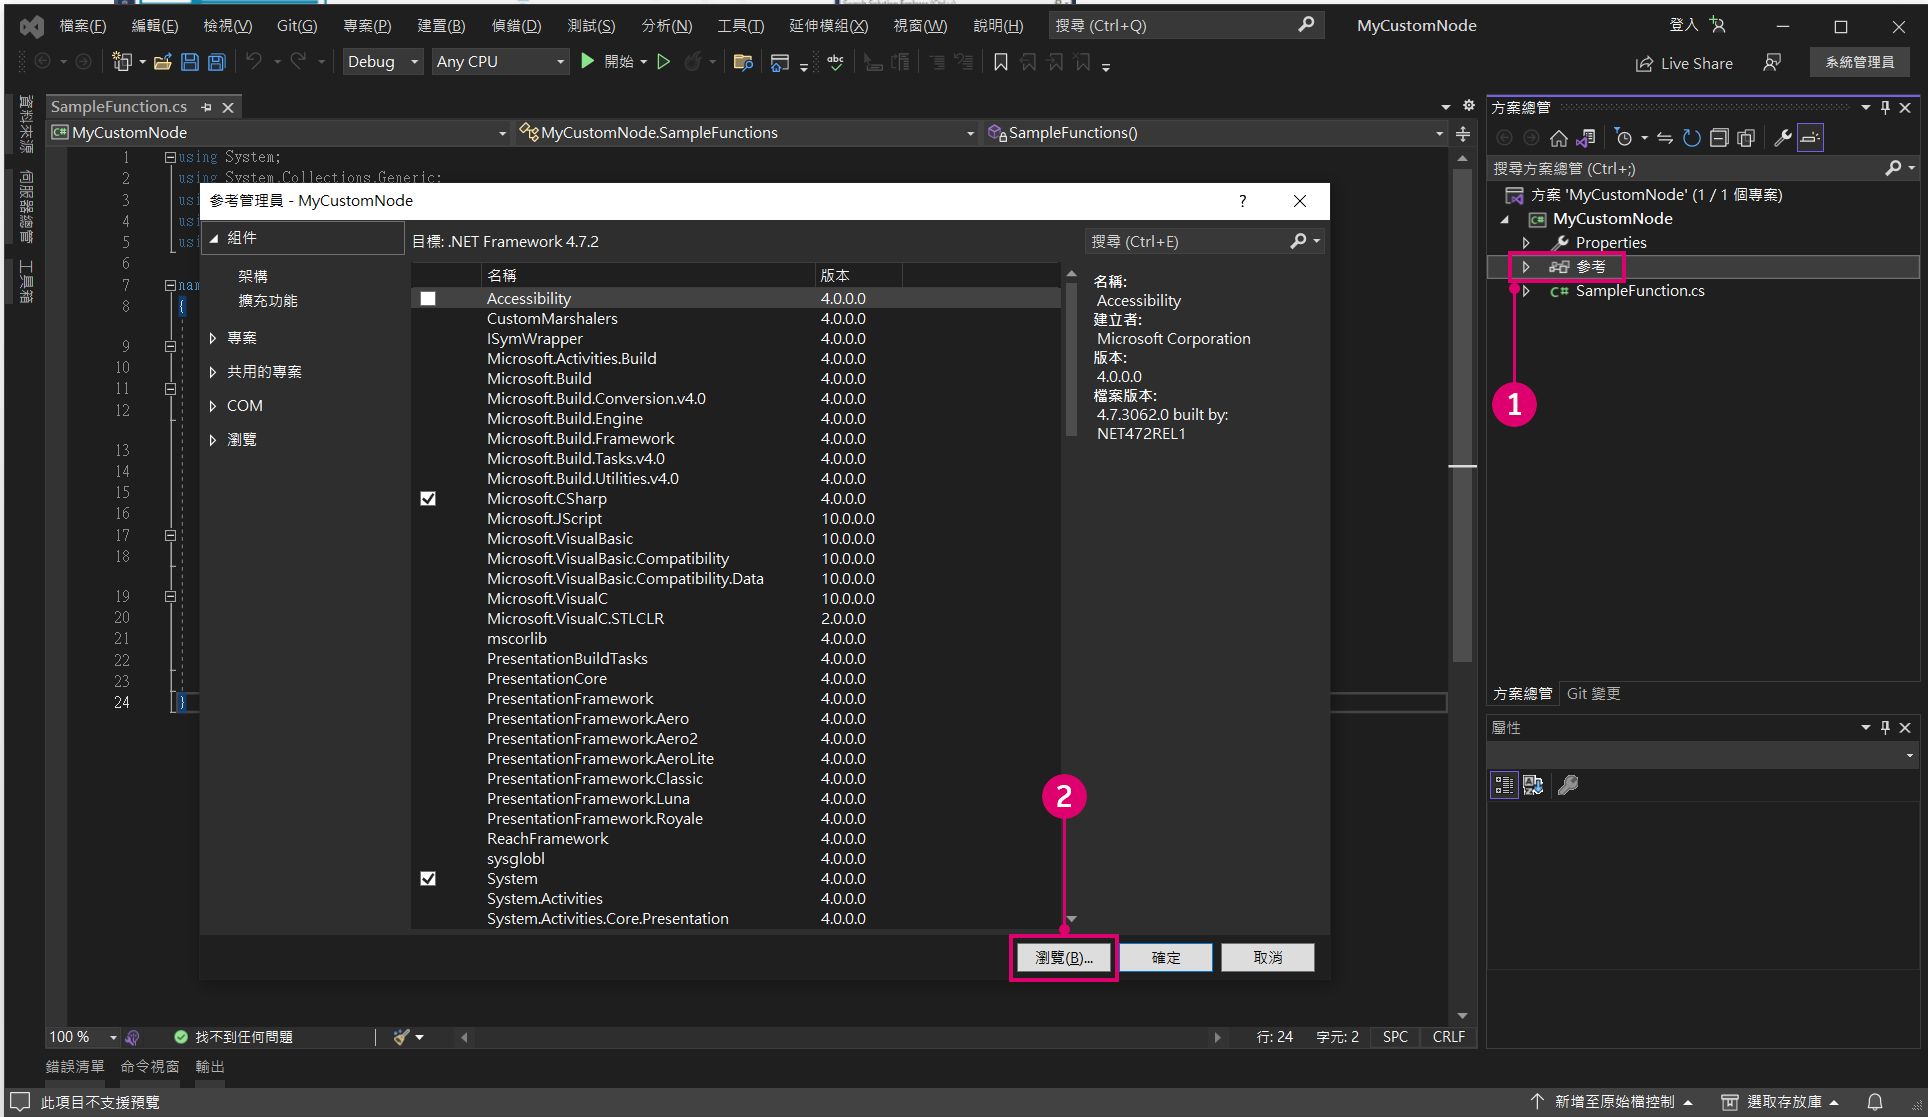 檔案(F) 編輯(E) 檢視(V) Git(G) 專案(P) 建置(B) 偵錯(D) 測試(S) 分析(N) 工具(T) 延伸模組(X) 視窗(W) 說明(H) 搜尋 (Ctrl+Q) MyCustomNode 登入
Debug Any CPU 開始 abc Live Share 系統管理員
資料來源
伺服器總管
工具箱
SampleFunction.cs
MyCustomNode MyCustomNode.SampleFunctions SampleFunctions()
1 using System;
2 using System.Collections.Generic;
3 usi
4 usi
5 usi
6
7 nam
8 {
9
10
11
12
13
14
15
16
17
18
19
20
21
22
23
24 }
參考管理員 - MyCustomNode ?
組件
架構
擴充功能
專案
共用的專案
COM
瀏覽
目標: .NET Framework 4.7.2
搜尋 (Ctrl+E)
名稱 版本
Accessibility 4.0.0.0
CustomMarshalers 4.0.0.0
ISymWrapper 4.0.0.0
Microsoft.Activities.Build 4.0.0.0
Microsoft.Build 4.0.0.0
Microsoft.Build.Conversion.v4.0 4.0.0.0
Microsoft.Build.Engine 4.0.0.0
Microsoft.Build.Framework 4.0.0.0
Microsoft.Build.Tasks.v4.0 4.0.0.0
Microsoft.Build.Utilities.v4.0 4.0.0.0
Microsoft.CSharp 4.0.0.0
Microsoft.JScript 10.0.0.0
Microsoft.VisualBasic 10.0.0.0
Microsoft.VisualBasic.Compatibility 10.0.0.0
Microsoft.VisualBasic.Compatibility.Data 10.0.0.0
Microsoft.VisualC 10.0.0.0
Microsoft.VisualC.STLCLR 2.0.0.0
mscorlib 4.0.0.0
PresentationBuildTasks 4.0.0.0
PresentationCore 4.0.0.0
PresentationFramework 4.0.0.0
PresentationFramework.Aero 4.0.0.0
PresentationFramework.Aero2 4.0.0.0
PresentationFramework.AeroLite 4.0.0.0
PresentationFramework.Classic 4.0.0.0
PresentationFramework.Luna 4.0.0.0
PresentationFramework.Royale 4.0.0.0
ReachFramework 4.0.0.0
sysglobl 4.0.0.0
System 4.0.0.0
System.Activities 4.0.0.0
System.Activities.Core.Presentation 4.0.0.0
名稱:
Accessibility
建立者:
Microsoft Corporation
版本:
4.0.0.0
檔案版本:
4.7.3062.0 built by:
NET472REL1
2
瀏覽(B)... 確定 取消
方案總管
搜尋方案總管 (Ctrl+;)
方案 'MyCustomNode' (1 / 1 個專案)
C# MyCustomNode
Properties
參考
C# SampleFunction.cs
1
方案總管 Git 變更
屬性
100 % 找不到任何問題 行: 24 字元: 2 SPC CRLF
錯誤清單 命令視窗 輸出
此項目不支援預覽 新增至原始檔控制 選取存放庫